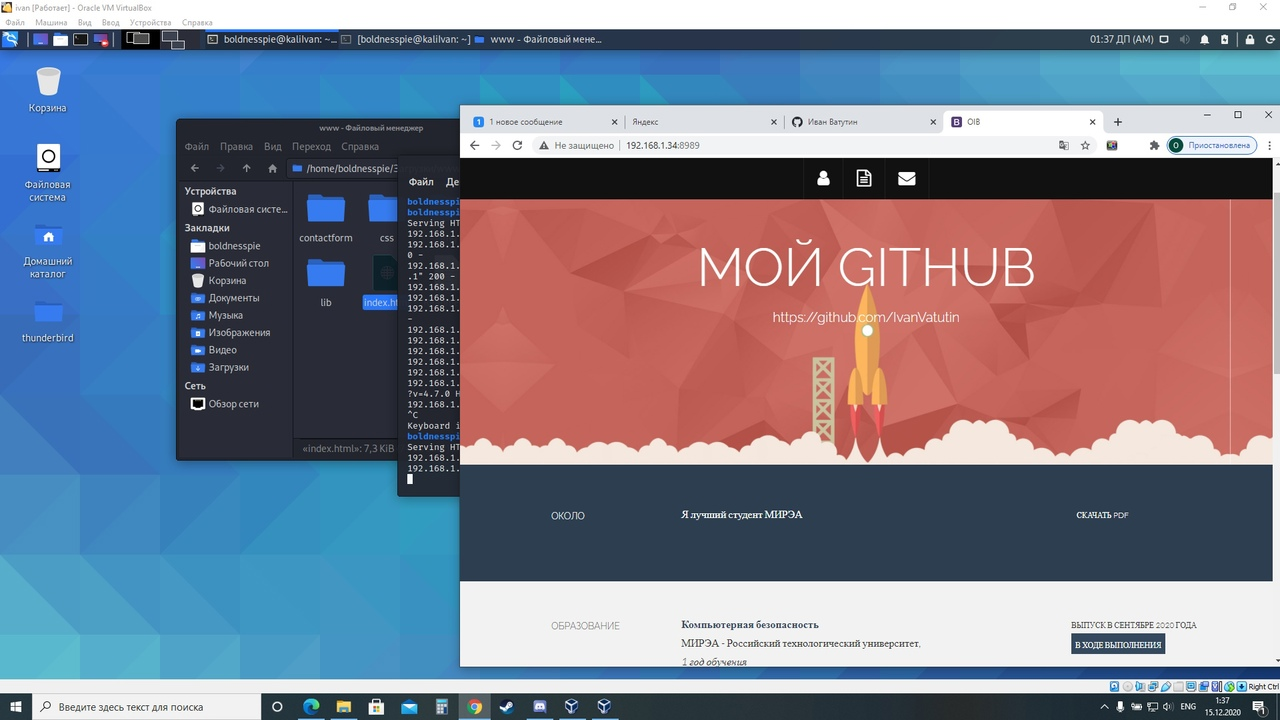 ivan [Работает] - Oracle VM VirtualBox
Файл Машина Вид Ввод Устройства Справка
boldnesspie@kaliIvan: ~... [boldnesspie@kaliIvan: ~] www - Файловый мене...
01:37 ДП (AM)
Корзина
Файловая система
Домашний каталог
thunderbird
www - Файловый менеджер
Файл Правка Вид Переход Справка
/home/boldnesspie/
Устройства
Файловая систе...
Закладки
boldnesspie
Рабочий стол
Корзина
Документы
Музыка
Изображения
Видео
Загрузки
Сеть
Обзор сети
contactform
css
lib
index.h
«index.html»: 7,3 KiB
Файл Де
boldnesspi
boldnesspi
Serving HT
192.168.1.
192.168.1.
0 -
192.168.1.
.1" 200 -
192.168.1.
192.168.1.
192.168.1.
-
192.168.1.
192.168.1.
192.168.1.
192.168.1.
192.168.1.
192.168.1.
?v=4.7.0 H
192.168.1.
^C
Keyboard i
boldnesspi
Serving HT
192.168.1.
192.168.1.
1 1 новое сообщение
Яндекс
Иван Ватутин
B OIB
Не защищено 192.168.1.34:8989
O Приостановлена
МОЙ GITHUB
https://github.com/IvanVatutin
ОКОЛО
Я лучший студент МИРЭА
СКАЧАТЬ PDF
ОБРАЗОВАНИЕ
Компьютерная безопасность
МИРЭА - Российский технологический университет,
1 год обучения
ВЫПУСК В СЕНТЯБРЕ 2020 ГОДА
В ХОДЕ ВЫПОЛНЕНИЯ
Right Ctrl
Введите здесь текст для поиска
ENG
1:37
15.12.2020
1